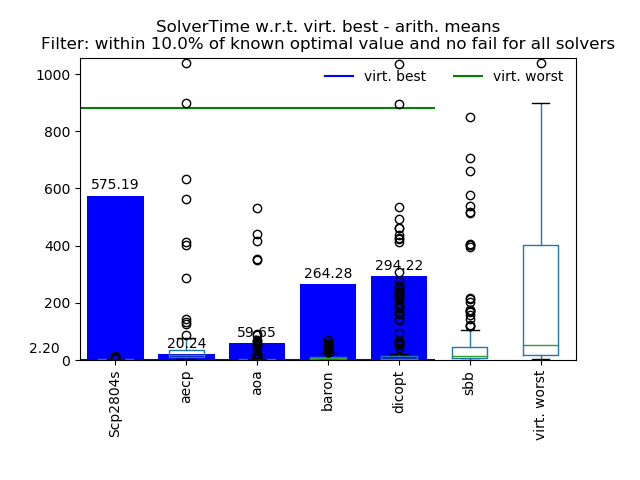 SolverTime w.r.t. virt. best - arith. means
Filter: within 10.0% of known optimal value and no fail for all solvers
virt. best
virt. worst
1000
800
600
400
200
0
2.20
575.19
20.24
59.65
264.28
294.22
Scp2804s
aecp
aoa
baron
dicopt
sbb
virt. worst